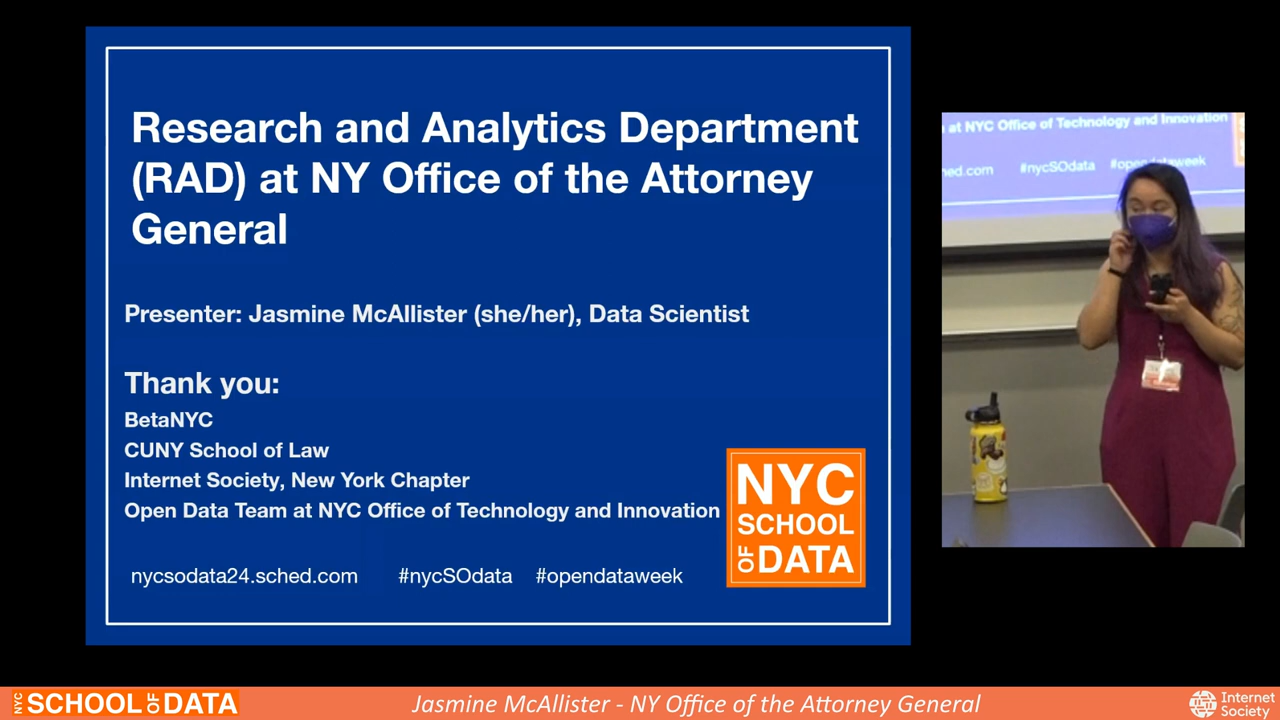 Research and Analytics Department
(RAD) at NY Office of the Attorney
General
Presenter: Jasmine McAllister (she/her), Data Scientist
Thank you:
BetaNYC
CUNY School of Law
Internet Society, New York Chapter
Open Data Team at NYC Office of Technology and Innovation
nycsodata24.sched.com #nycSOdata #opendataweek
NYC
SCHOOL
OF DATA
at NYC Office of Technology and Innovation
ned.com #nycSOdata #opendataweek
NYC SCHOOL OF DATA
Jasmine McAllister - NY Office of the Attorney General
Internet
Society